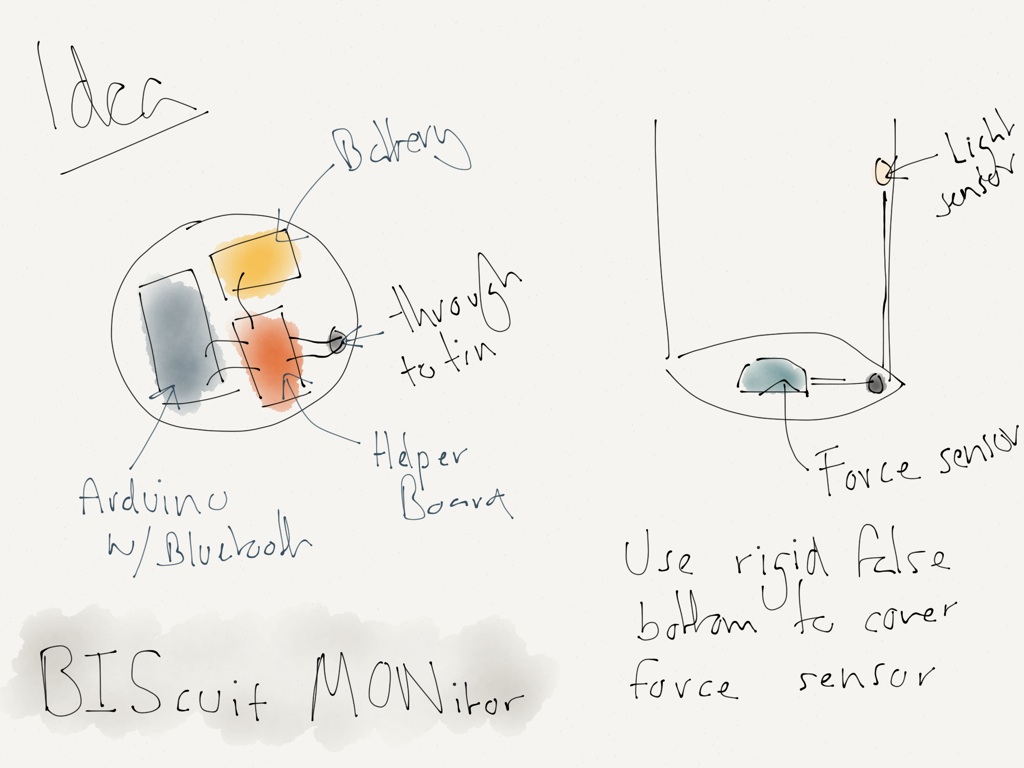 Idea
Battery
through
to tin
Helper
Board
Arduino
w/Bluetooth
BIScuit MONitor
Light
sensor
Force sensor
Use rigid false
bottom to cover
force sensor